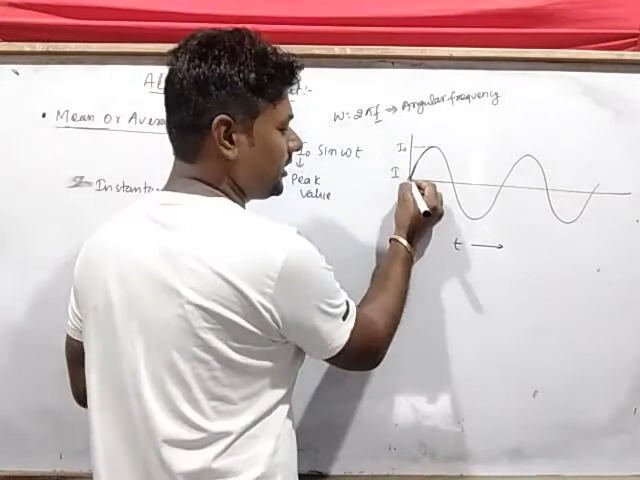 W = 2πf ⇒ Angular frequency
• Mean Or Avera
I₀ Sin ωt
↓
Peak
Value
I - Instanta
I₀
I
t →